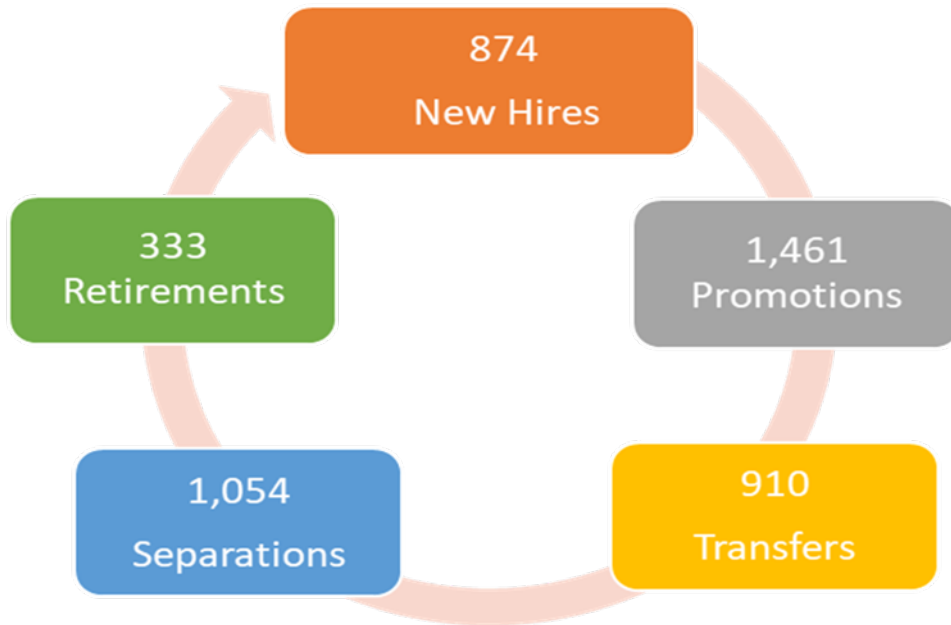 874
New Hires
1,461
Promotions
910
Transfers
1,054
Separations
333
Retirements